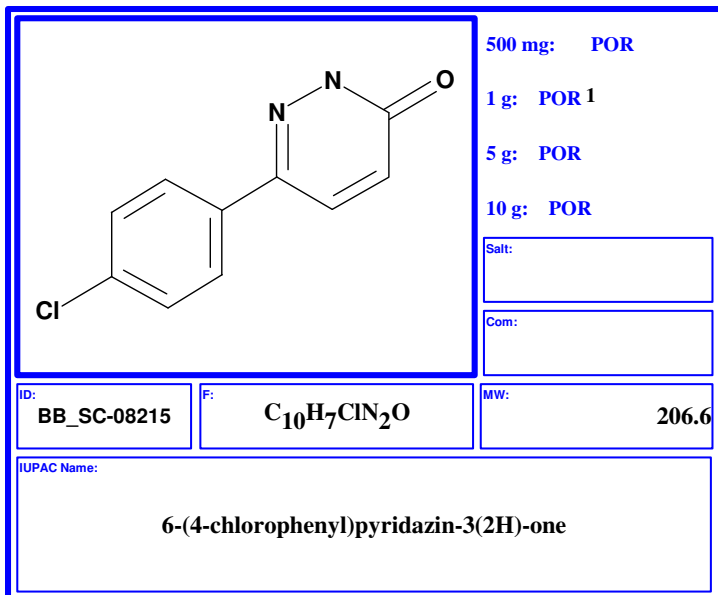 500 mg: POR
N
O
N
1 g: POR 1
5 g: POR
10 g: POR
Salt:
Cl
Com:
ID:
BB_SC-08215
F:
C10H7ClN2O
MW:
206.6
IUPAC Name:
6-(4-chlorophenyl)pyridazin-3(2H)-one